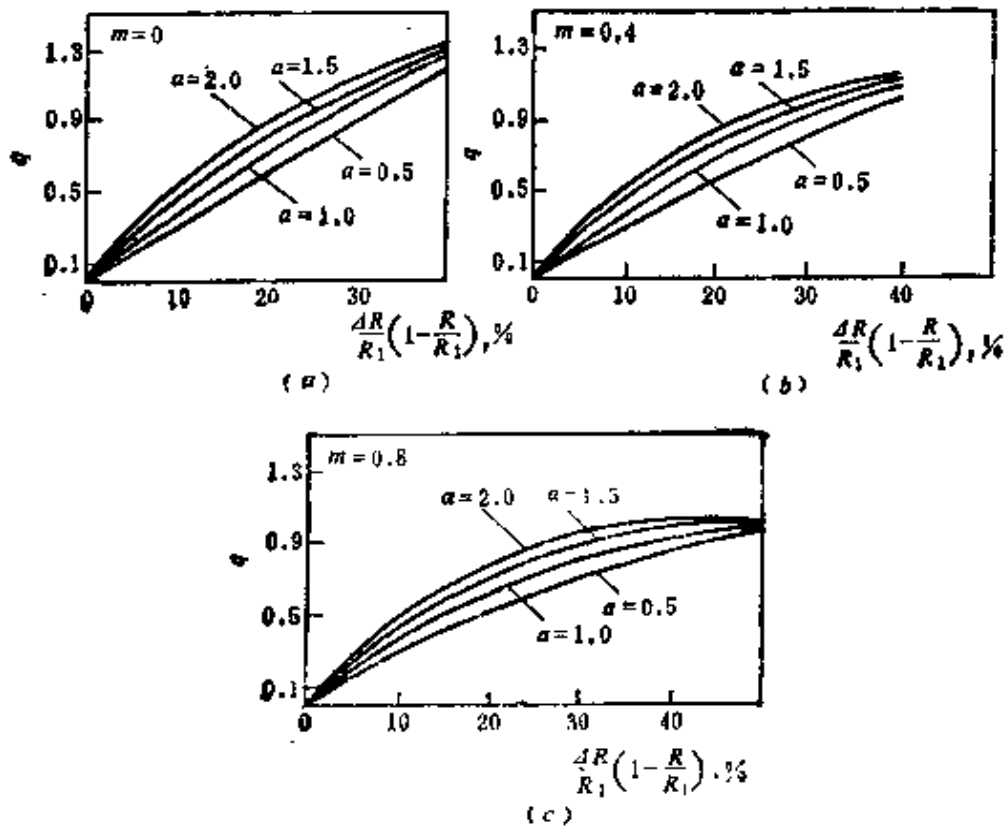 m=0
1.3
a=2.0
a=1.5
0.9
q
0.5
a=0.5
a=1.0
0.1
0 10 20 30
ΔR/R₁(1-R/R₁),%
(a)
m=0.4
1.3
a=1.5
a=2.0
0.9
q
0.5
a=0.5
a=1.0
0.1
0 10 20 30 40
ΔR/R₁(1-R/R₁),%
(b)
m=0.8
1.3
a=2.0
a=1.5
0.9
q
0.5
a=0.5
a=1.0
0.1
0 10 20 30 40
ΔR/R₁(1-R/R₁),%
(c)